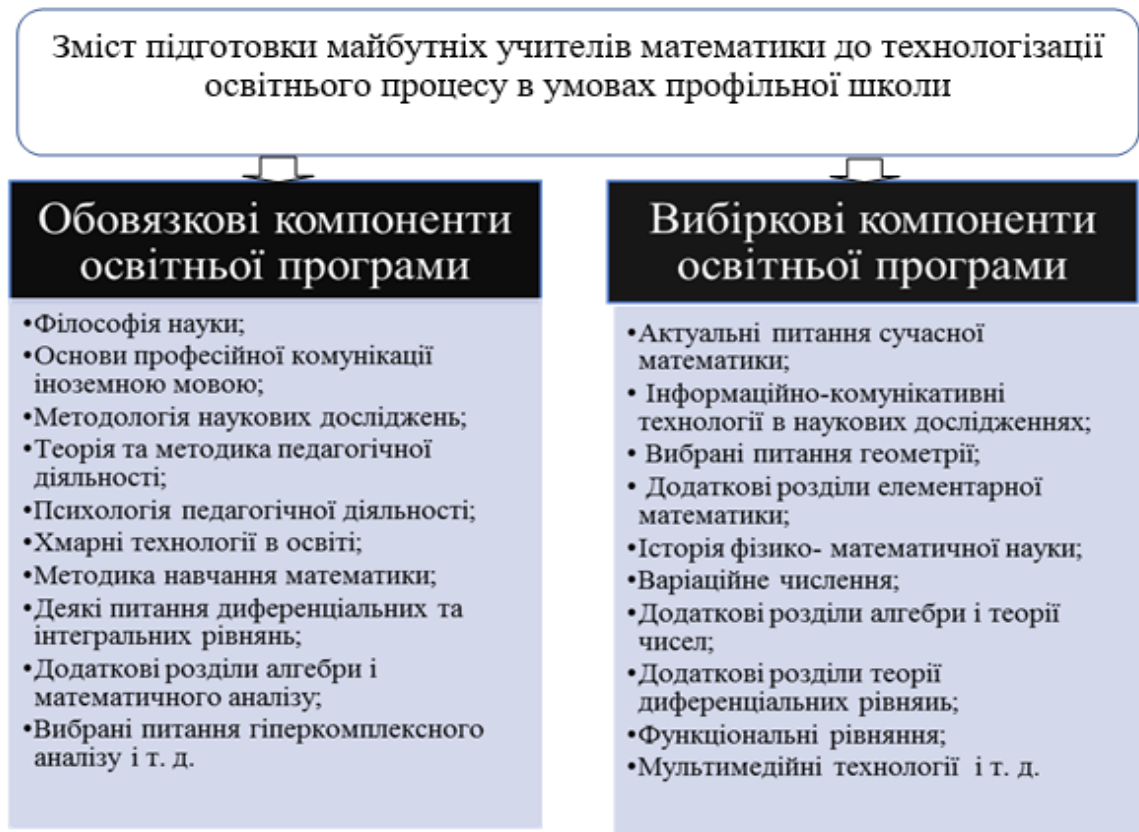 Зміст підготовки майбутніх учителів математики до технологізації
освітнього процесу в умовах профільної школи
Обовязкові компоненти
освітньої програми
•Філософія науки;
•Основи професійної комунікації
іноземною мовою;
•Методологія наукових досліджень;
•Теорія та методика педагогічної
діяльності;
•Психологія педагогічної діяльності;
•Хмарні технології в освіті;
•Методика навчання математики;
•Деякі питання диференціальних та
інтегральних рівнянь;
•Додаткові розділи алгебри і
математичного аналізу;
•Вибрані питання гіперкомплексного
аналізу і т. д.
Вибіркові компоненти
освітньої програми
•Актуальні питання сучасної
математики;
• Інформаційно-комунікативні
технології в наукових дослідженнях;
• Вибрані питання геометрії;
• Додаткові розділи елементарної
математики;
•Історія фізико- математичної науки;
•Варіаційне числення;
•Додаткові розділи алгебри і теорії
чисел;
•Додаткові розділи теорії
диференціальних рівняиь;
•Функціональні рівняння;
•Мультимедійні технології і т. д.